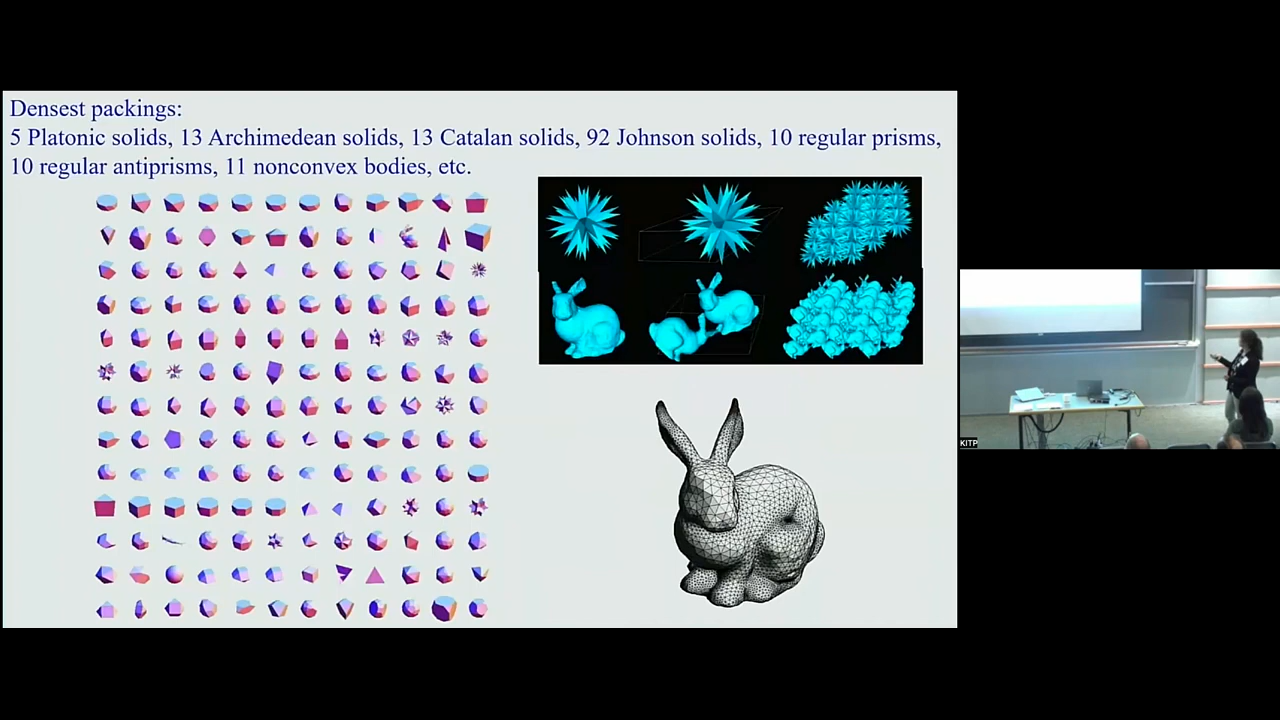 Densest packings:
5 Platonic solids, 13 Archimedean solids, 13 Catalan solids, 92 Johnson solids, 10 regular prisms,
10 regular antiprisms, 11 nonconvex bodies, etc.
KITP